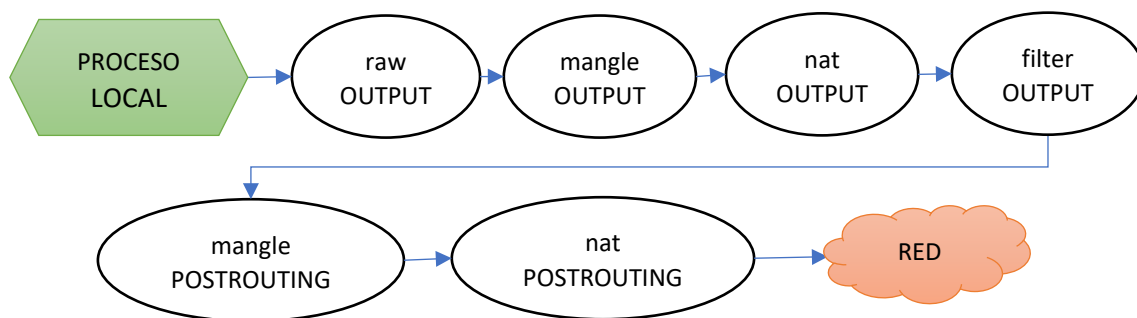 PROCESO
LOCAL
raw
OUTPUT
mangle
OUTPUT
nat
OUTPUT
filter
OUTPUT
mangle
POSTROUTING
nat
POSTROUTING
RED